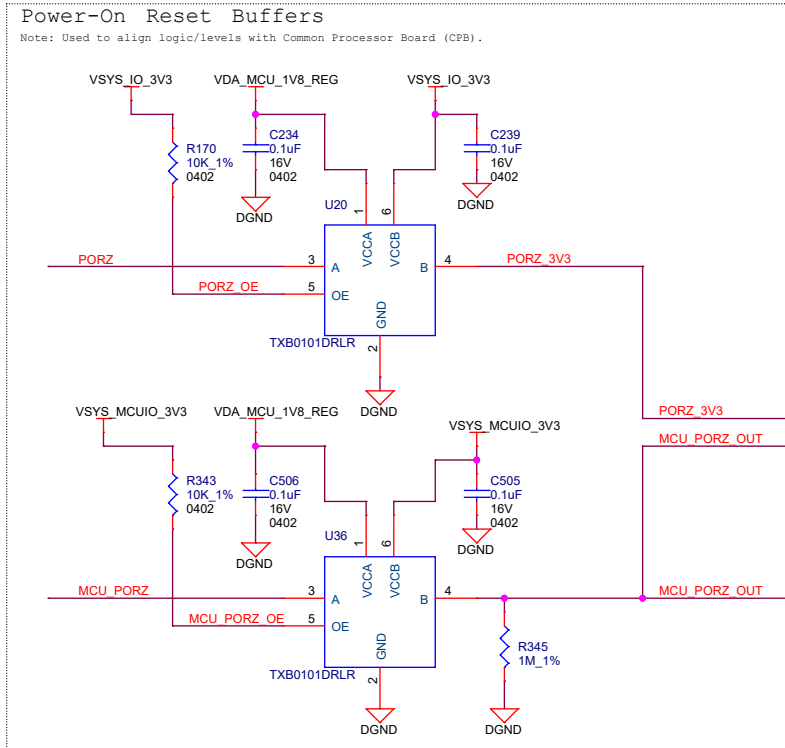 Power-On Reset Buffers
Note: Used to align logic/levels with Common Processor Board (CPB).
VSYS_IO_3V3
VDA_MCU_1V8_REG
VSYS_IO_3V3
R170
10K_1%
0402
C234
0.1uF
16V
0402
DGND
C239
0.1uF
16V
0402
DGND
U20
1
6
VCCA
VCCB
PORZ
3
A
B
4
PORZ_3V3
PORZ_OE
5
OE
GND
2
TXB0101DRLR
DGND
PORZ_3V3
MCU_PORZ_OUT
VSYS_MCUIO_3V3
VDA_MCU_1V8_REG
VSYS_MCUIO_3V3
R343
10K_1%
0402
C506
0.1uF
16V
0402
DGND
C505
0.1uF
16V
0402
DGND
U36
1
6
VCCA
VCCB
MCU_PORZ
3
A
B
4
MCU_PORZ_OUT
MCU_PORZ_OE
5
OE
GND
2
TXB0101DRLR
R345
1M_1%
DGND
DGND